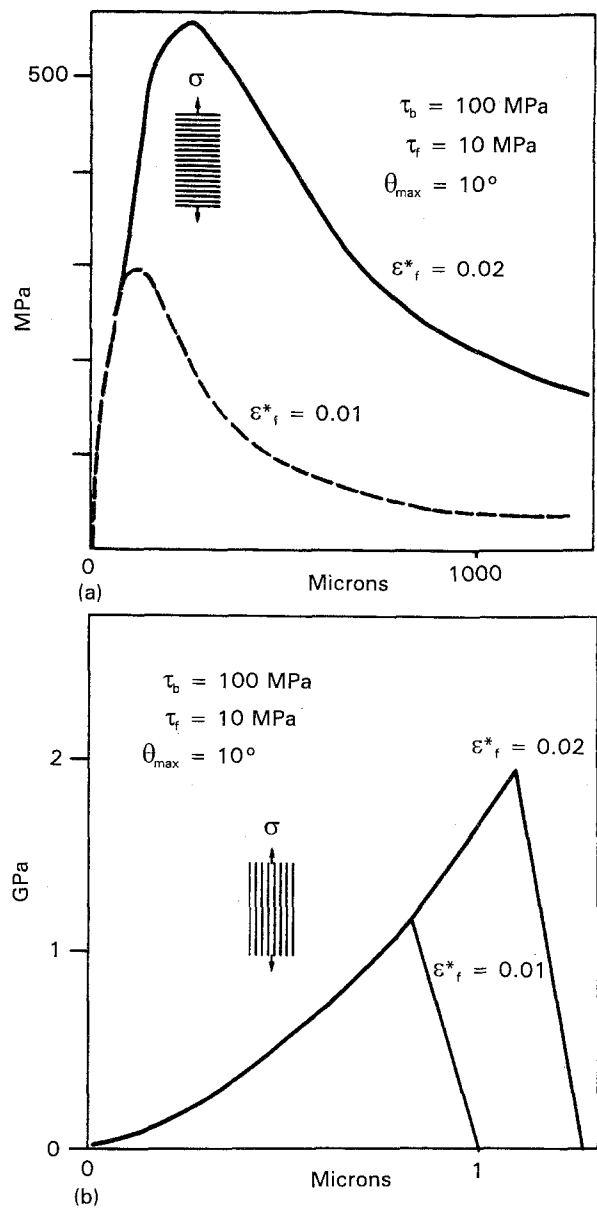 500
σ
τb = 100 MPa
τf = 10 MPa
θmax = 10°
ε*f = 0.02
MPa
ε*f = 0.01
0
1000
Microns
(a)
τb = 100 MPa
τf = 10 MPa
θmax = 10°
2
ε*f = 0.02
σ
GPa
1
ε*f = 0.01
0
0
1
Microns
(b)